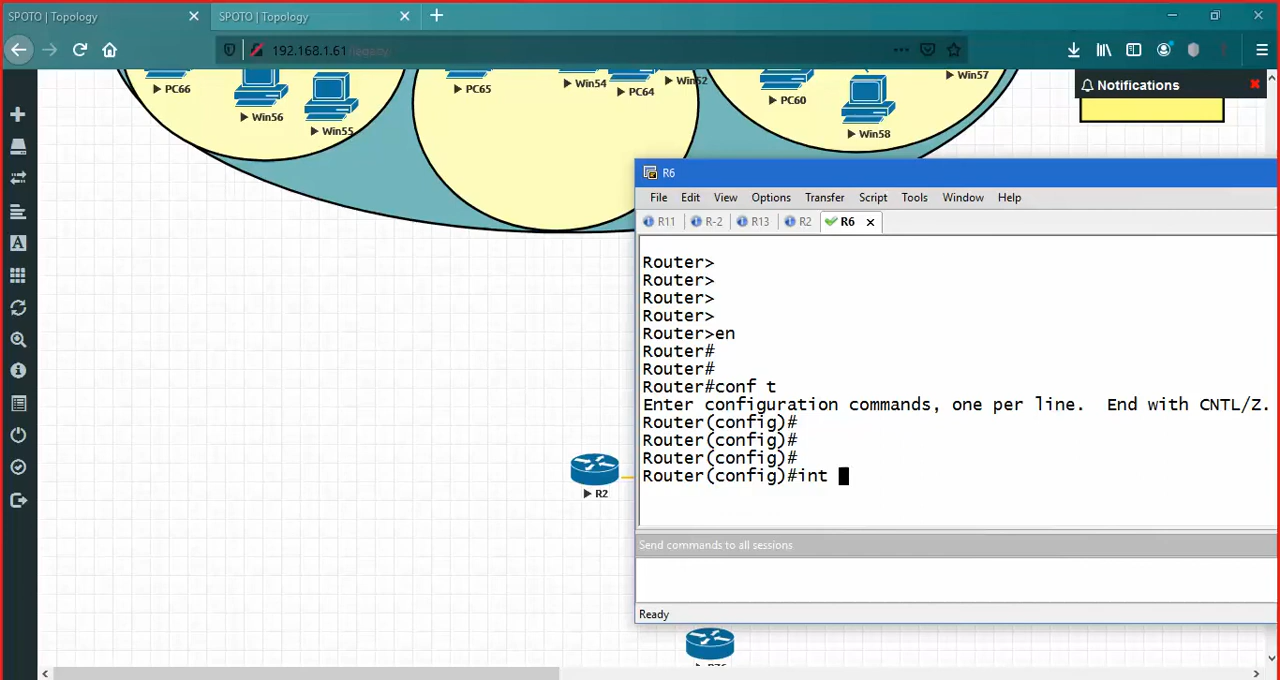 SPOTO | Topology
SPOTO | Topology
192.168.1.61/legacy
Notifications
PC66
Win56
Win55
PC65
Win54
PC64
Win52
PC60
Win57
Win58
R6
File Edit View Options Transfer Script Tools Window Help
R11 R-2 R13 R2 R6
Router>
Router>
Router>
Router>
Router>en
Router#
Router#
Router#conf t
Enter configuration commands, one per line. End with CNTL/Z.
Router(config)#
Router(config)#
Router(config)#
Router(config)#int
R2
Send commands to all sessions
Ready